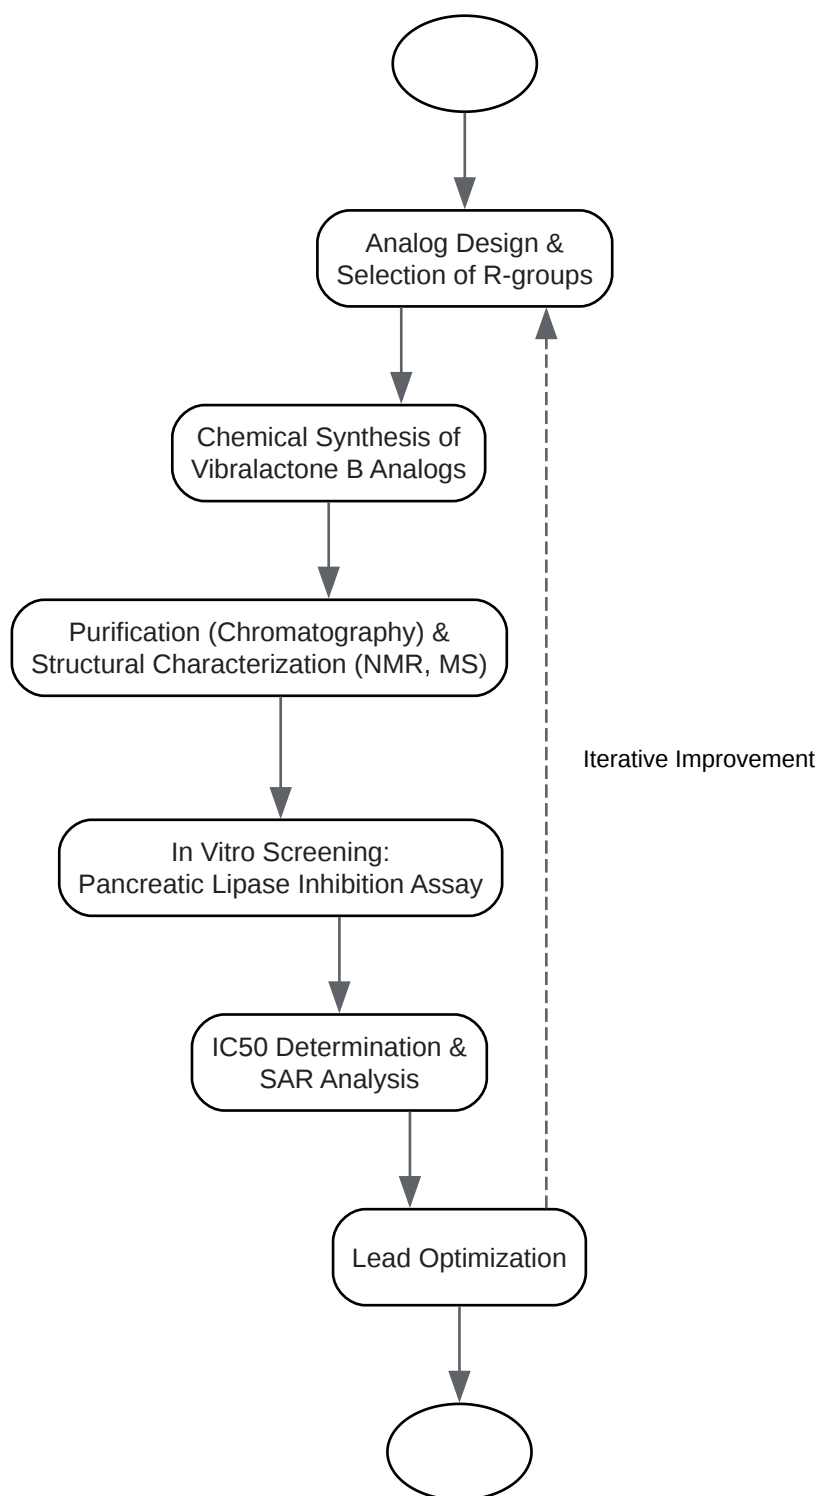 Analog Design &
Selection of R-groups
Chemical Synthesis of
Vibralactone B Analogs
Purification (Chromatography) &
Structural Characterization (NMR, MS)
Iterative Improvement
In Vitro Screening:
Pancreatic Lipase Inhibition Assay
IC50 Determination &
SAR Analysis
Lead Optimization